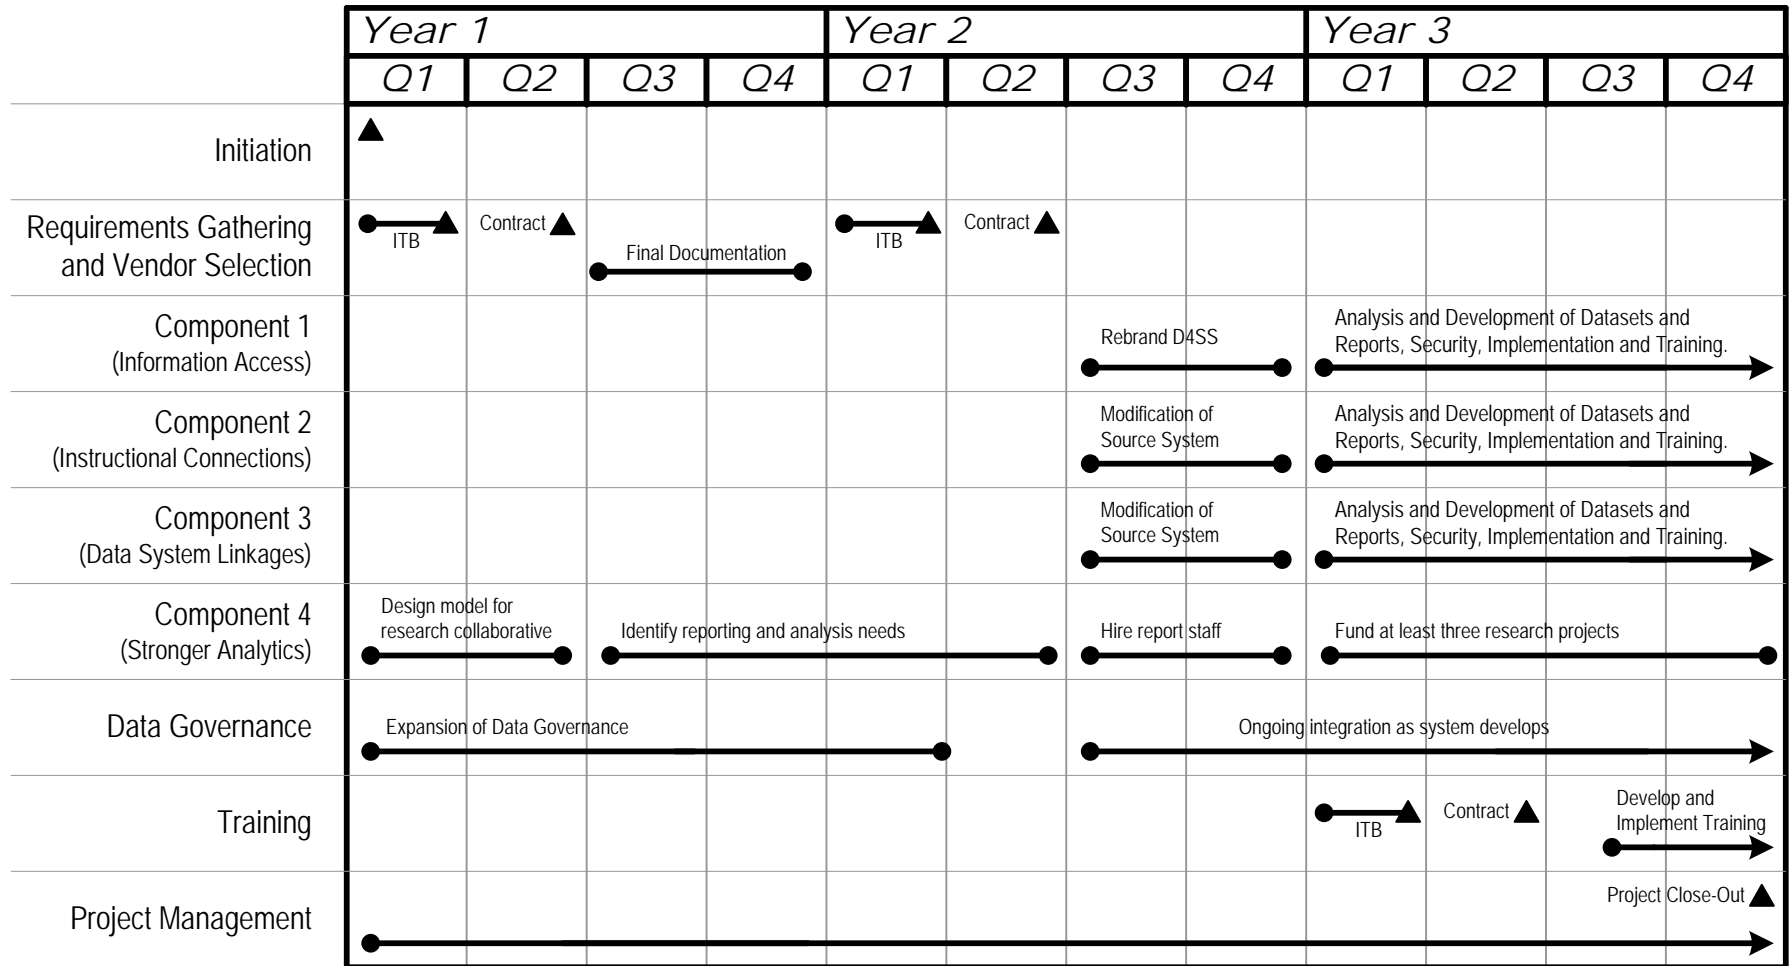 Year 1
Year 2
Year 3
Q1
Q2
Q3
Q4
Q1
Q2
Q3
Q4
Q1
Q2
Q3
Q4
Initiation
Requirements Gathering
and Vendor Selection
ITB
Contract
Final Documentation
ITB
Contract
Component 1
(Information Access)
Rebrand D4SS
Analysis and Development of Datasets and
Reports, Security, Implementation and Training.
Component 2
(Instructional Connections)
Modification of
Source System
Analysis and Development of Datasets and
Reports, Security, Implementation and Training.
Component 3
(Data System Linkages)
Modification of
Source System
Analysis and Development of Datasets and
Reports, Security, Implementation and Training.
Component 4
(Stronger Analytics)
Design model for
research collaborative
Identify reporting and analysis needs
Hire report staff
Fund at least three research projects
Data Governance
Expansion of Data Governance
Ongoing integration as system develops
Training
ITB
Contract
Develop and
Implement Training
Project Management
Project Close-Out